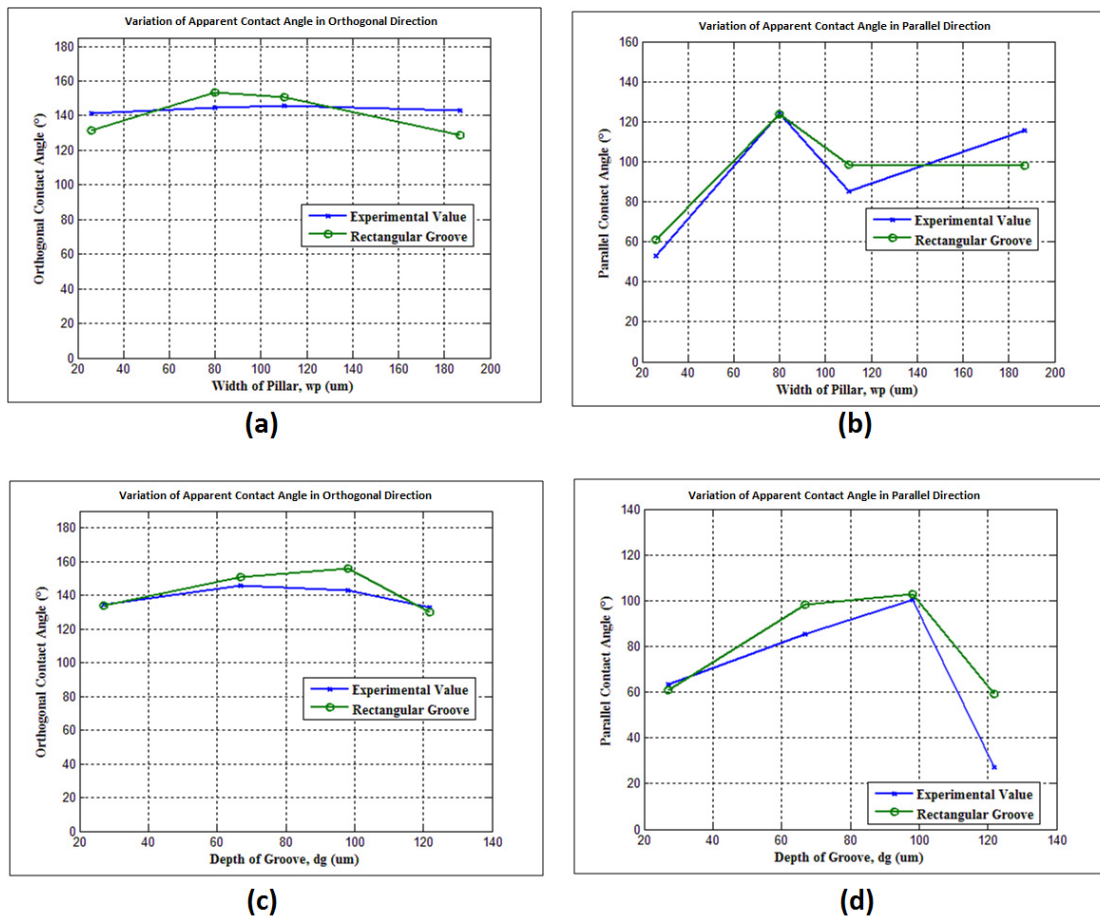 Variation of Apparent Contact Angle in Orthogonal Direction
Orthogonal Contact Angle (°)
180
160
140
120
100
80
60
40
20
0
Experimental Value
Rectangular Groove
20 40 60 80 100 120 140 160 180 200
Width of Pillar, wp (um)
(a)
Variation of Apparent Contact Angle in Parallel Direction
Parallel Contact Angle (°)
160
140
120
100
80
60
40
20
0
Experimental Value
Rectangular Groove
20 40 60 80 100 120 140 160 180 200
Width of Pillar, wp (um)
(b)
Variation of Apparent Contact Angle in Orthogonal Direction
Orthogonal Contact Angle (°)
180
160
140
120
100
80
60
40
20
0
Experimental Value
Rectangular Groove
20 40 60 80 100 120 140
Depth of Groove, dg (um)
(c)
Variation of Apparent Contact Angle in Parallel Direction
Parallel Contact Angle (°)
140
120
100
80
60
40
20
0
Experimental Value
Rectangular Groove
20 40 60 80 100 120 140
Depth of Groove, dg (um)
(d)